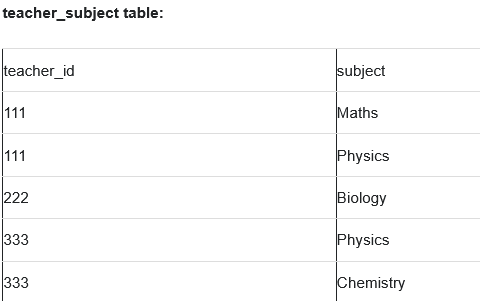 teacher_subject table:
teacher_id subject
111 Maths
111 Physics
222 Biology
333 Physics
333 Chemistry